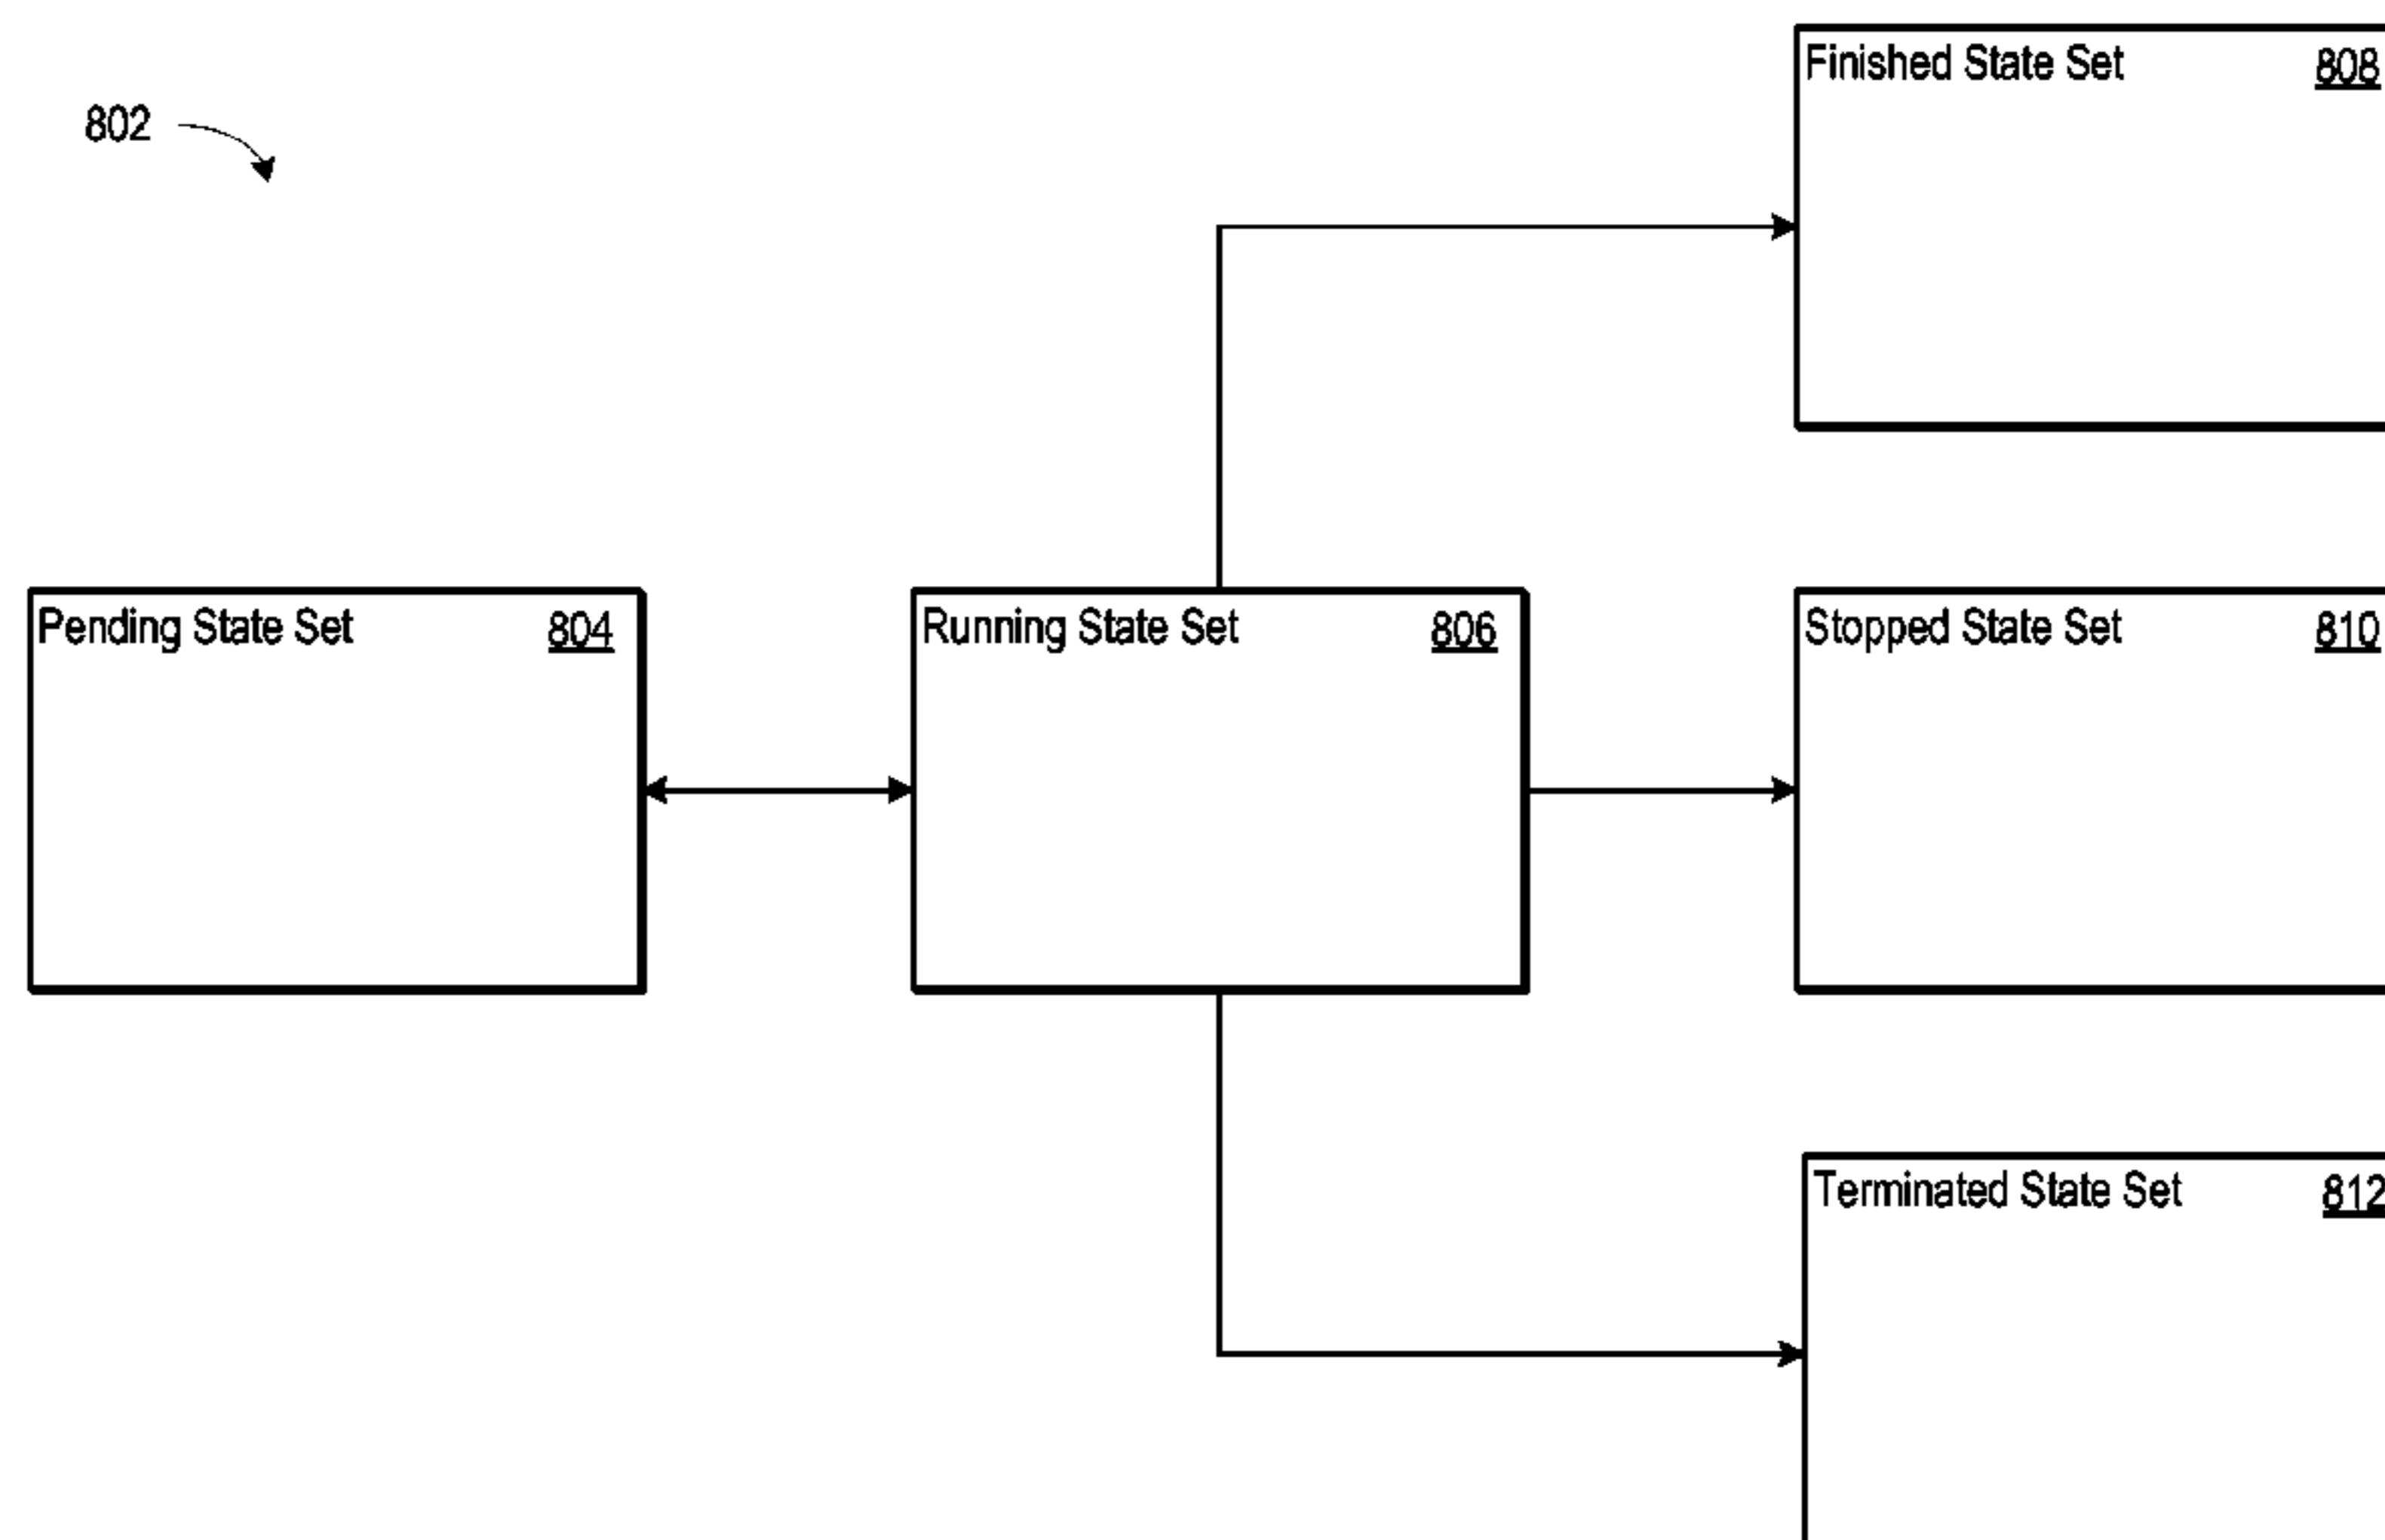 802
Finished State Set 808
Pending State Set 804
Running State Set 806
Stopped State Set 810
Terminated State Set 812